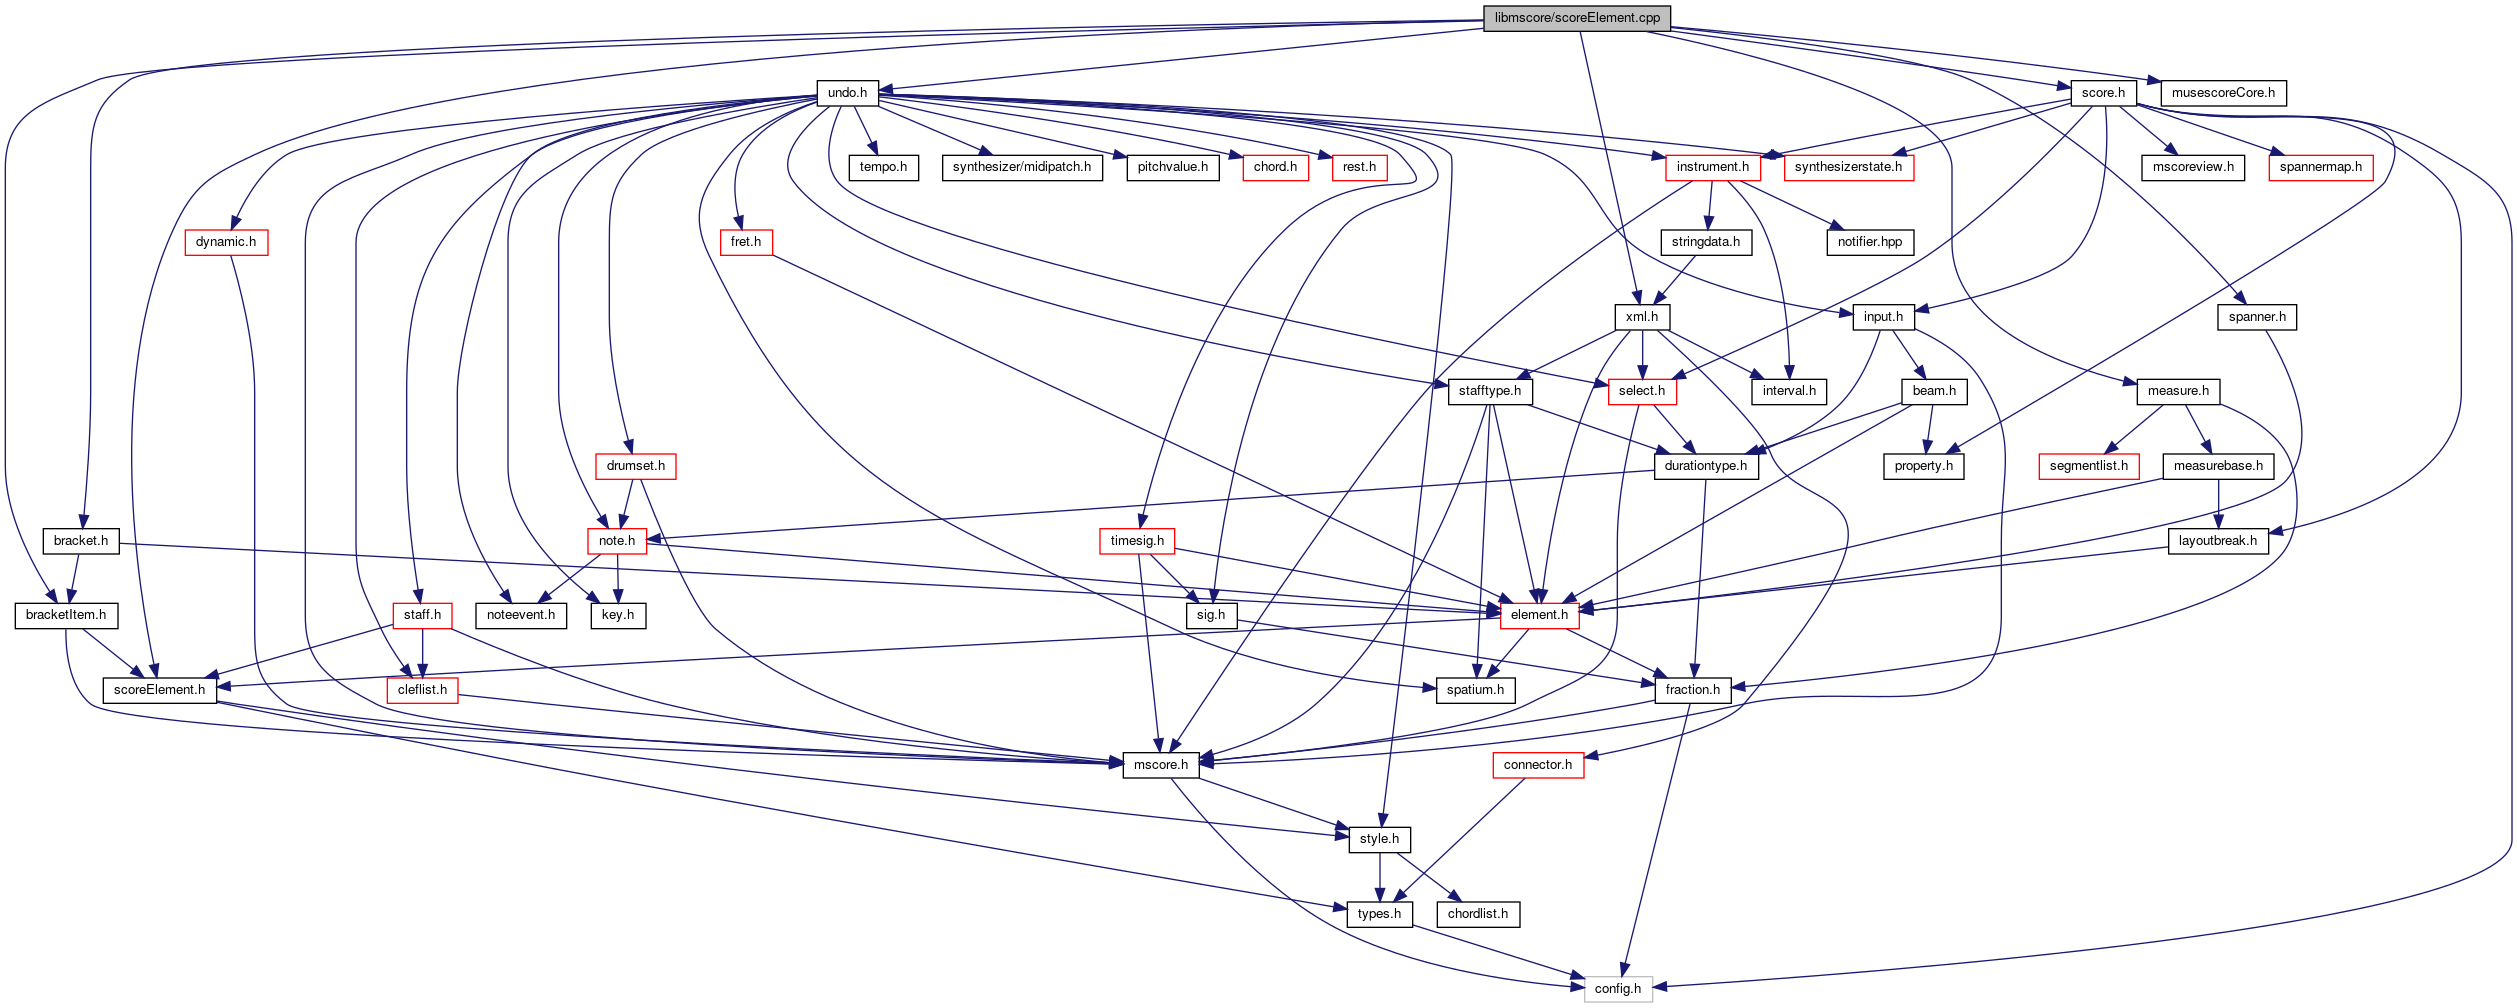 libmscore/scoreElement.cpp
undo.h
score.h
musescoreCore.h
tempo.h
synthesizer/midipatch.h
pitchvalue.h
chord.h
rest.h
instrument.h
synthesizerstate.h
mscoreview.h
spannermap.h
dynamic.h
fret.h
stringdata.h
notifier.hpp
xml.h
input.h
spanner.h
stafftype.h
select.h
interval.h
beam.h
measure.h
drumset.h
durationtype.h
property.h
segmentlist.h
measurebase.h
bracket.h
note.h
timesig.h
layoutbreak.h
bracketItem.h
staff.h
noteevent.h
key.h
sig.h
element.h
scoreElement.h
cleflist.h
spatium.h
fraction.h
mscore.h
connector.h
style.h
types.h
chordlist.h
config.h